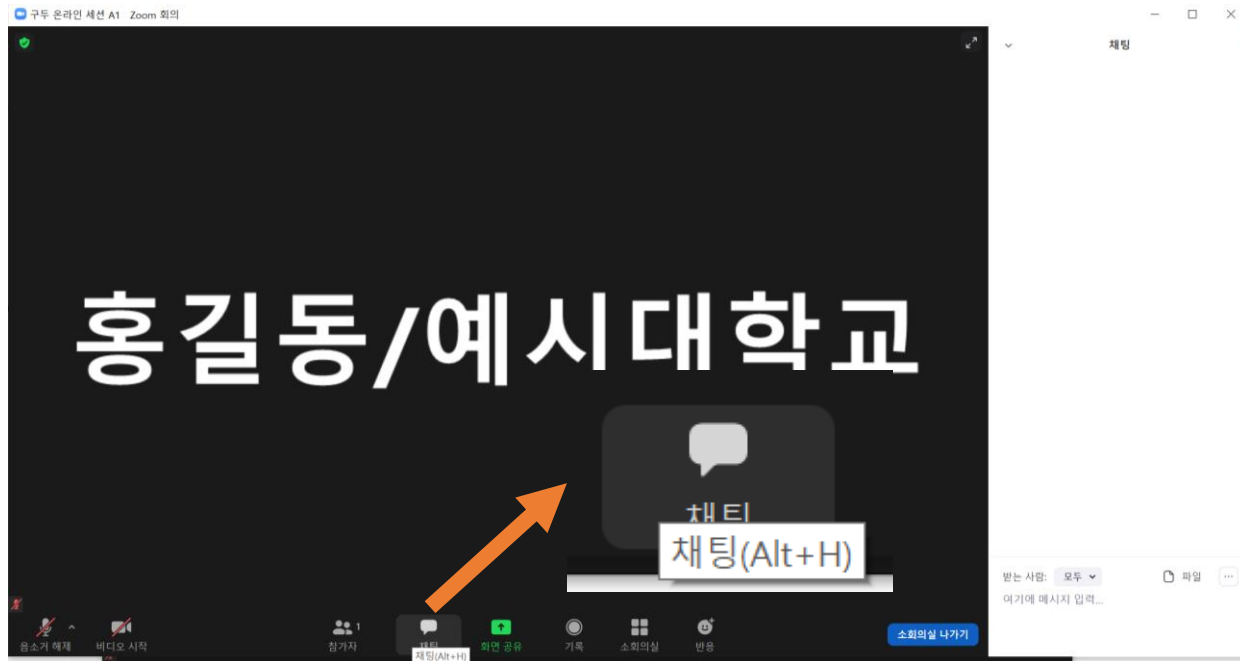 구두 온라인 세션 A1 Zoom 회의
채팅
홍길동/예시대학교
채팅
채팅(Alt+H)
받는 사람: 모두 파일
여기에 메시지 입력...
음소거 해제 비디오 시작 참가자 1 채팅 화면 공유 기록 소회의실 반응 소회의실 나가기
채팅(Alt+H)